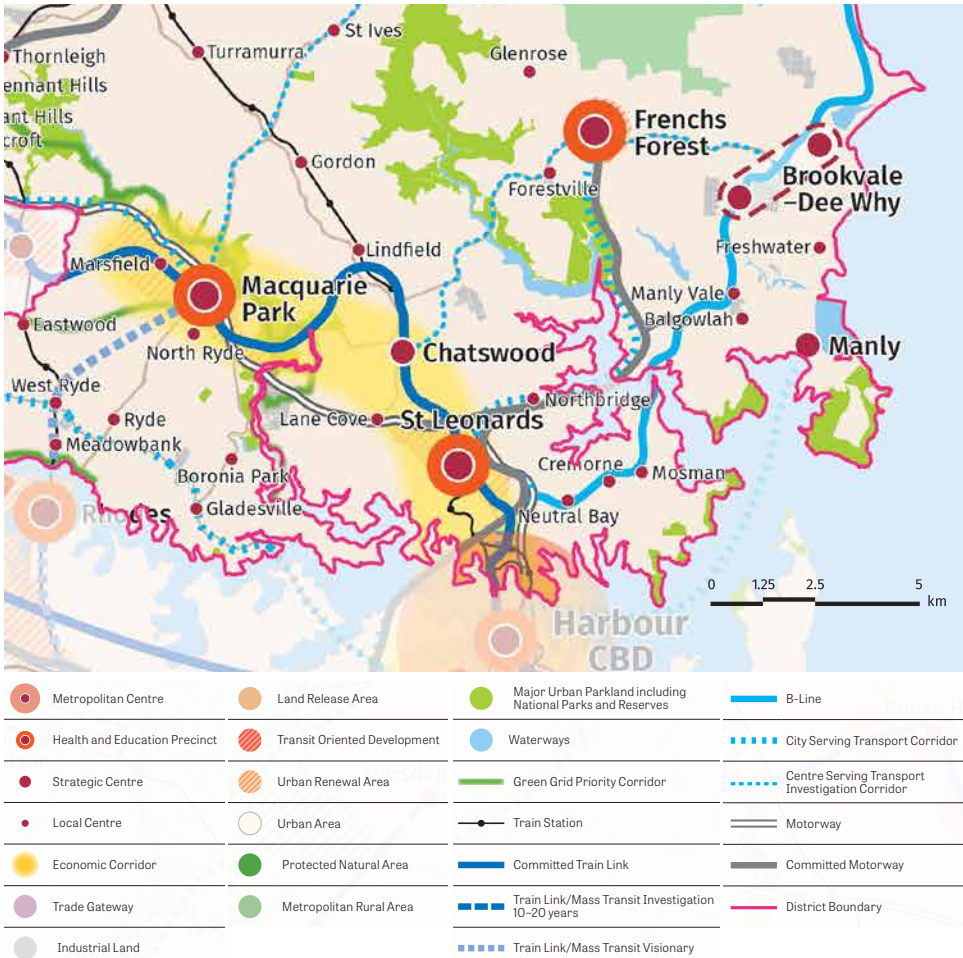 St Ives
Turramurra
Thornleigh
Glenrose
ennant Hills
ant Hills
croft
Frenchs
Forest
Gordon
Forestville
Brookvale
–Dee Why
Lindfield
Freshwater
Marsfield
Macquarie
Park
Manly Vale
Eastwood
Balgowlah
North Ryde
Chatswood
Manly
West Ryde
Northbridge
Ryde
Lane Cove
St Leonards
Meadowbank
Boronia Park
Cremorne
Mosman
Rhodes
Gladesville
Neutral Bay
0 1.25 2.5 5
km
Harbour
CBD
Metropolitan Centre
Health and Education Precinct
Strategic Centre
Local Centre
Economic Corridor
Trade Gateway
Industrial Land
Land Release Area
Transit Oriented Development
Urban Renewal Area
Urban Area
Protected Natural Area
Metropolitan Rural Area
Major Urban Parkland including
National Parks and Reserves
Waterways
Green Grid Priority Corridor
Train Station
Committed Train Link
Train Link/Mass Transit Investigation
10–20 years
Train Link/Mass Transit Visionary
B-Line
City Serving Transport Corridor
Centre Serving Transport
Investigation Corridor
Motorway
Committed Motorway
District Boundary